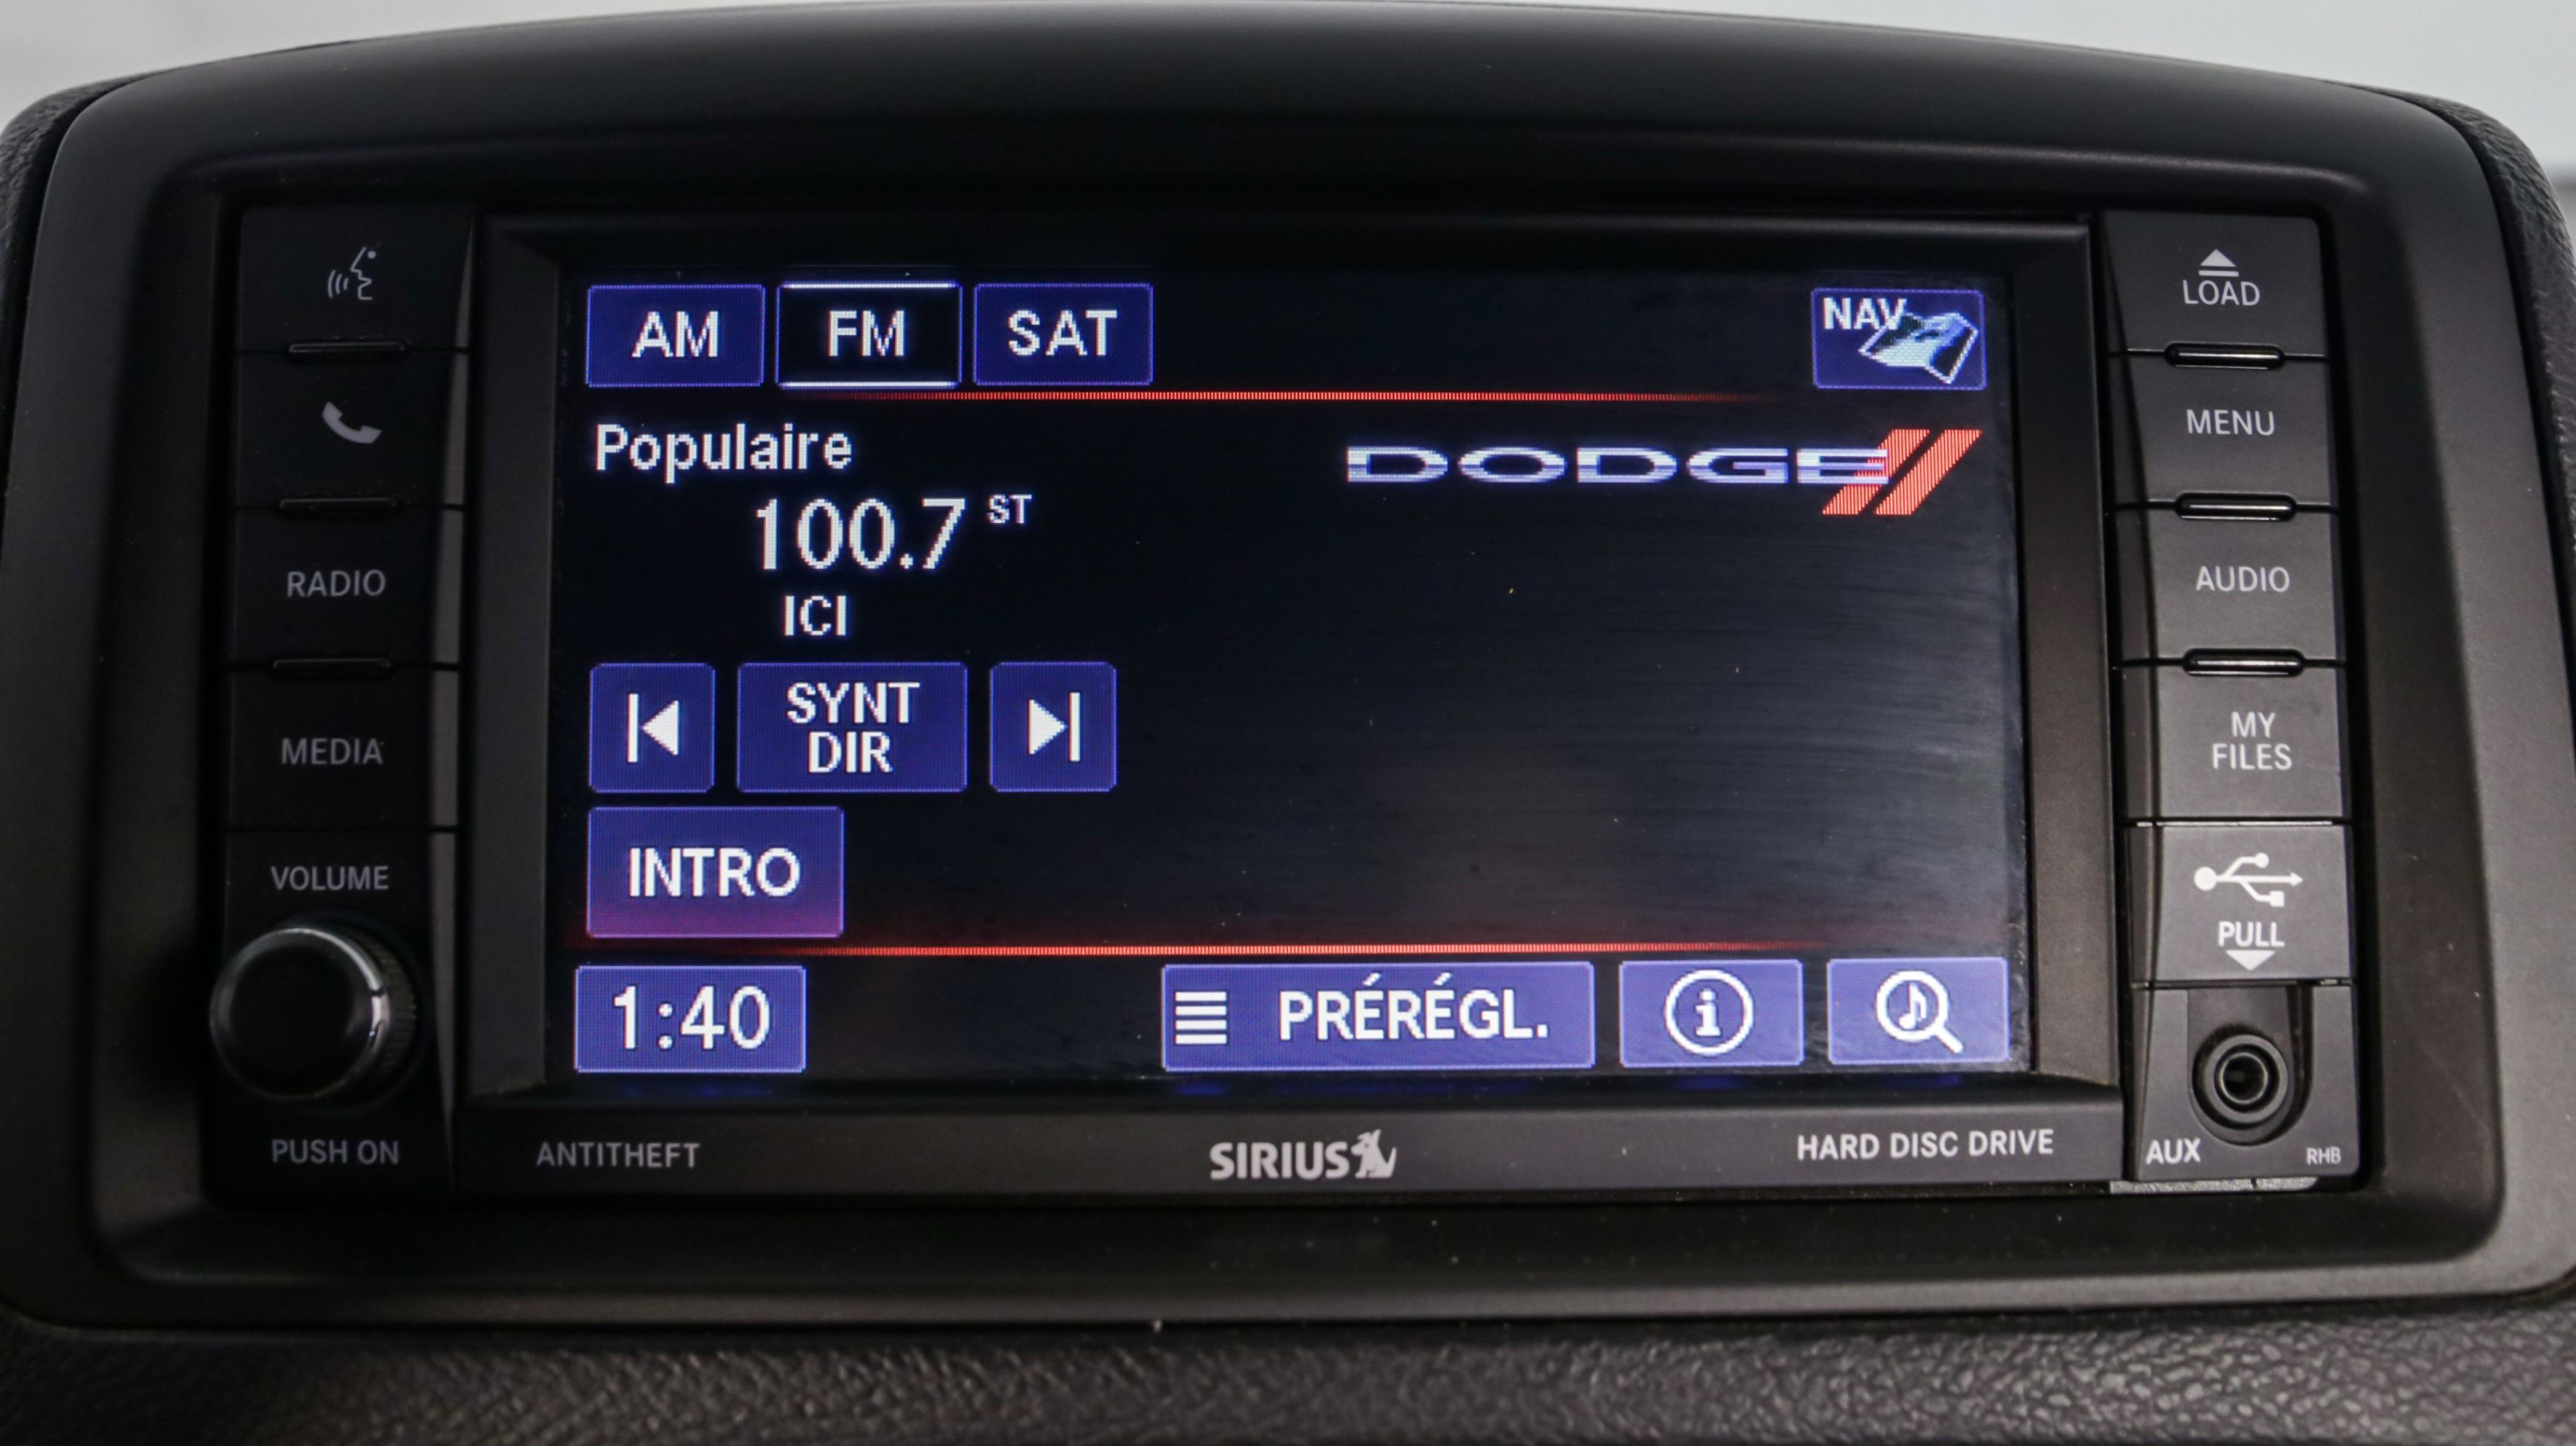 AM FM SAT NAV
Populaire
DODGE
100.7 ST
ICI
SYNT
DIR
INTRO
1:40 PRÉRÉGL. i
RADIO
MEDIA
VOLUME
PUSH ON
ANTITHEFT SIRIUS HARD DISC DRIVE
LOAD
MENU
AUDIO
MY
FILES
PULL
AUX RHB